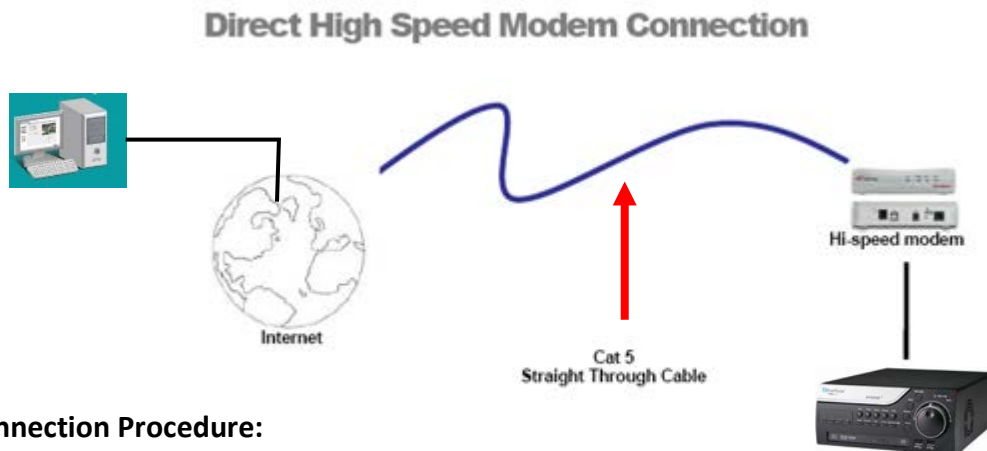 Direct High Speed Modem Connection
Hi-speed modem
Internet
Cat 5
Straight Through Cable
nnection Procedure: